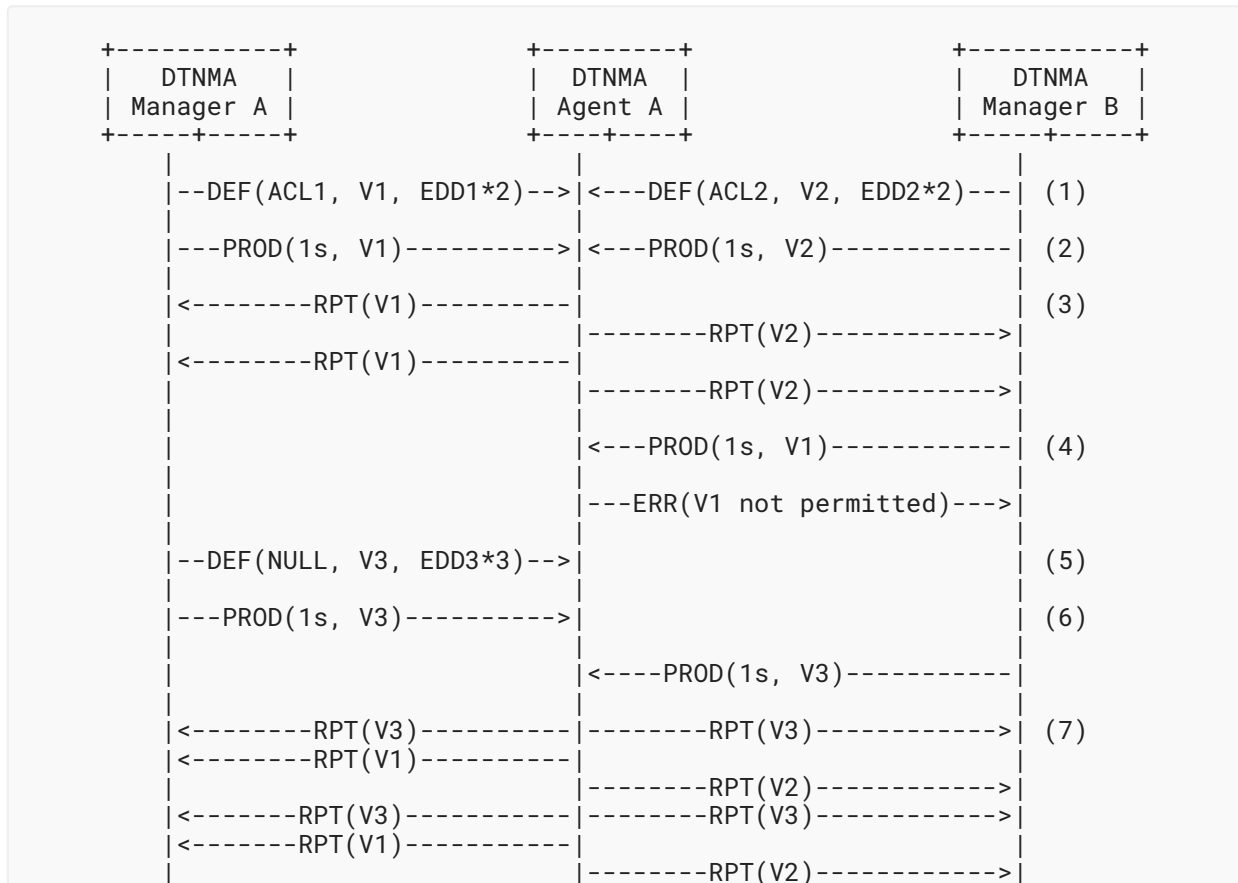 +-----------+                +---------+                  +-----------+
|   DTNMA   |                |  DTNMA  |                  |   DTNMA   |
| Manager A |                | Agent A |                  | Manager B |
+-----+-----+                +----+----+                  +-----+-----+
    |                           |                             |
    |--DEF(ACL1, V1, EDD1*2)-->|<---DEF(ACL2, V2, EDD2*2)---| (1)
    |                           |                             |
    |---PROD(1s, V1)---------->|<---PROD(1s, V2)------------| (2)
    |                           |                             |
    |<--------RPT(V1)----------|                             | (3)
    |                           |--------RPT(V2)------------>|
    |<--------RPT(V1)----------|                             |
    |                           |--------RPT(V2)------------>|
    |                           |                             |
    |                           |<---PROD(1s, V1)------------| (4)
    |                           |                             |
    |                           |---ERR(V1 not permitted)--->|
    |                           |                             |
    |--DEF(NULL, V3, EDD3*3)-->|                             | (5)
    |                           |                             |
    |---PROD(1s, V3)---------->|                             | (6)
    |                           |                             |
    |                           |<----PROD(1s, V3)-----------|
    |                           |                             |
    |<--------RPT(V3)----------|--------RPT(V3)------------>| (7)
    |<--------RPT(V1)----------|                             |
    |                           |--------RPT(V2)------------>|
    |<-------RPT(V3)-----------|--------RPT(V3)------------>|
    |<-------RPT(V1)-----------|                             |
    |                           |--------RPT(V2)------------>|